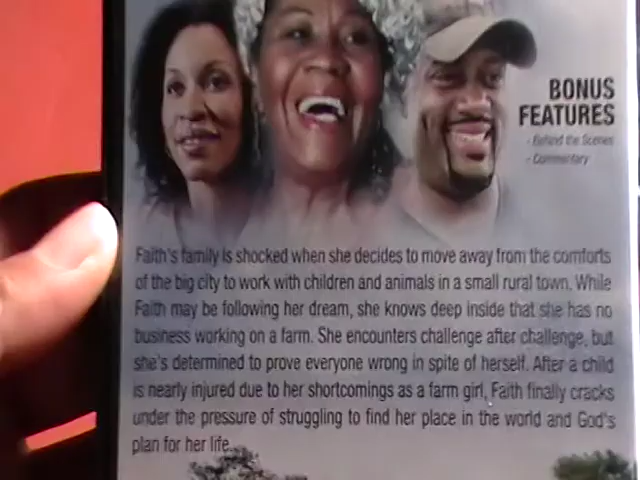 BONUS
FEATURES
- Behind the Scenes
- Commentary
Faith's family is shocked when she decides to move away from the comforts
of the big city to work with children and animals in a small rural town. While
Faith may be following her dream, she knows deep inside that she has no
business working on a farm. She encounters challenge after challenge, but
she's determined to prove everyone wrong in spite of herself. After a child
is nearly injured due to her shortcomings as a farm girl, Faith finally cracks
under the pressure of struggling to find her place in the world and God's
plan for her life.